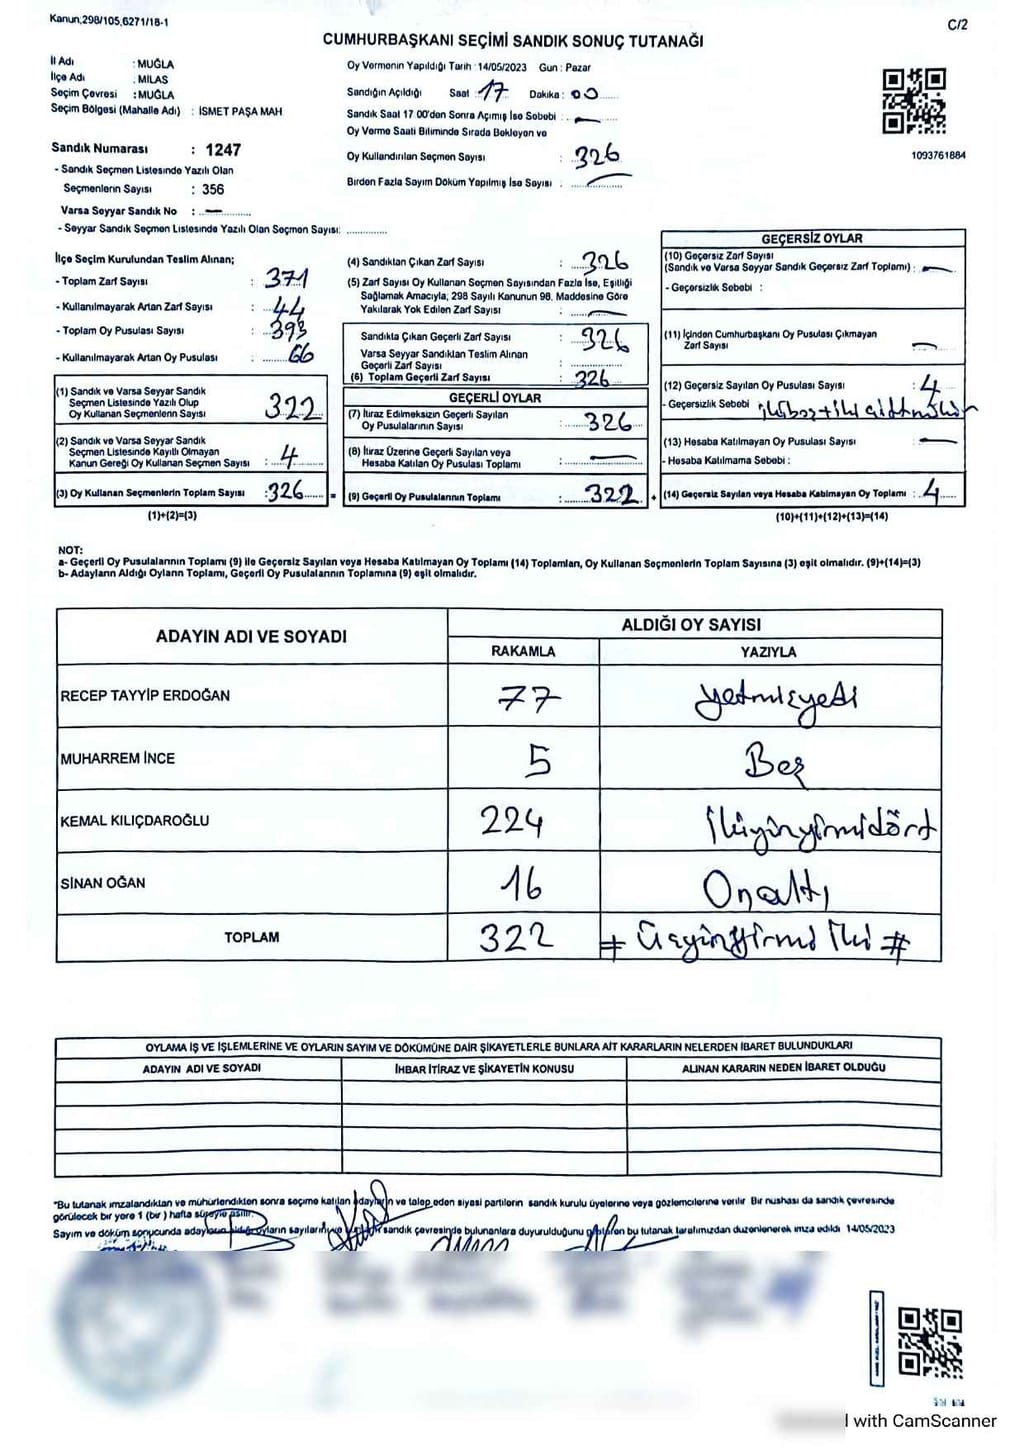 Kanun,298/105,6271/18-1
C/2
CUMHURBAŞKANI SEÇİMİ SANDIK SONUÇ TUTANAĞI
İl Adı : MUĞLA
İlçe Adı : MİLAS
Seçim Çevresi : MUĞLA
Seçim Bölgesi (Mahalle Adı) : İSMET PAŞA MAH
Sandık Numarası : 1247
- Sandık Seçmen Listesinde Yazılı Olan
Seçmenlerin Sayısı : 356
Varsa Seyyar Sandık No : —
- Seyyar Sandık Seçmen Listesinde Yazılı Olan Seçmen Sayısı:
Oy Vermenin Yapıldığı Tarih : 14/05/2023 Gün : Pazar
Sandığın Açıldığı Saat : 17 Dakika : 00
Sandık Saat 17 00'den Sonra Açımış İse Sebebi : —
Oy Verme Saati Bitiminde Sırada Bekleyen ve
Oy Kullandırılan Seçmen Sayısı : 326
Birden Fazla Sayım Döküm Yapılmış İse Sayısı : —
1093761884
İlçe Seçim Kurulundan Teslim Alınan;
- Toplam Zarf Sayısı : 371
- Kullanılmayarak Artan Zarf Sayısı : 44
- Toplam Oy Pusulası Sayısı : 393
- Kullanılmayarak Artan Oy Pusulası : 66
(1) Sandık ve Varsa Seyyar Sandık
Seçmen Listesinde Yazılı Olup
Oy Kullanan Seçmenlerin Sayısı 322
(2) Sandık ve Varsa Seyyar Sandık
Seçmen Listesinde Kayıtlı Olmayan
Kanun Gereği Oy Kullanan Seçmen Sayısı : 4
(3) Oy Kullanan Seçmenlerin Toplam Sayısı :326
(1)+(2)=(3)
(4) Sandıktan Çıkan Zarf Sayısı : 326
(5) Zarf Sayısı Oy Kullanan Seçmen Sayısından Fazla İse, Eşitliği
Sağlamak Amacıyla, 298 Sayılı Kanunun 98. Maddesine Göre
Yakılarak Yok Edilen Zarf Sayısı : —
Sandıkta Çıkan Geçerli Zarf Sayısı : 326
Varsa Seyyar Sandıktan Teslim Alınan
Geçerli Zarf Sayısı :
(6) Toplam Geçerli Zarf Sayısı : 326
GEÇERLİ OYLAR
(7) İtiraz Edilmeksizin Geçerli Sayılan
Oy Pusulalarının Sayısı : 326
(8) İtiraz Üzerine Geçerli Sayılan veya
Hesaba Katılan Oy Pusulası Toplamı : —
= (9) Geçerli Oy Pusulalarının Toplamı : 322 +
GEÇERSİZ OYLAR
(10) Geçersiz Zarf Sayısı
(Sandık ve Varsa Seyyar Sandık Geçersiz Zarf Toplamı) : —
- Geçersizlik Sebebi :
(11) İçinden Cumhurbaşkanı Oy Pusulası Çıkmayan
Zarf Sayısı —
(12) Geçersiz Sayılan Oy Pusulası Sayısı : 4
- Geçersizlik Sebebi
(13) Hesaba Katılmayan Oy Pusulası Sayısı : —
- Hesaba Katılmama Sebebi :
(14) Geçersiz Sayılan veya Hesaba Katılmayan Oy Toplamı : 4
(10)+(11)+(12)+(13)=(14)
NOT:
a- Geçerli Oy Pusulalarının Toplamı (9) ile Geçersiz Sayılan veya Hesaba Katılmayan Oy Toplamı (14) Toplamları, Oy Kullanan Seçmenlerin Toplam Sayısına (3) eşit olmalıdır. (9)+(14)=(3)
b- Adayların Aldığı Oyların Toplamı, Geçerli Oy Pusulalarının Toplamına (9) eşit olmalıdır.
ADAYIN ADI VE SOYADI
ALDIĞI OY SAYISI
RAKAMLA YAZIYLA
RECEP TAYYİP ERDOĞAN 77 yetmişyedi
MUHARREM İNCE 5 Beş
KEMAL KILIÇDAROĞLU 224 ikiyüzyirmidört
SİNAN OĞAN 16 Onaltı
TOPLAM 322 # üçyüzyirmi iki #
OYLAMA İŞ VE İŞLEMLERİNE VE OYLARIN SAYIM VE DÖKÜMÜNE DAİR ŞİKAYETLERLE BUNLARA AİT KARARLARIN NELERDEN İBARET BULUNDUKLARI
ADAYIN ADI VE SOYADI İHBAR İTİRAZ VE ŞİKAYETİN KONUSU ALINAN KARARIN NEDEN İBARET OLDUĞU
*Bu tutanak imzalandıktan ve mühürlendikten sonra seçime katılan adayların ve talep eden siyasi partilerin sandık kurulu üyelerine veya gözlemcilerine verilir Bir nushası da sandık çevresinde
görülecek bir yere 1 (bir) hafta süreyle asılır.
Sayım ve döküm sonucunda adayların aldığı oyların sayıları sandık çevresinde bulunanlara duyurulduğunu bu tutanak tarafımızdan düzenlenerek imza edildi 14/05/2023
with CamScanner